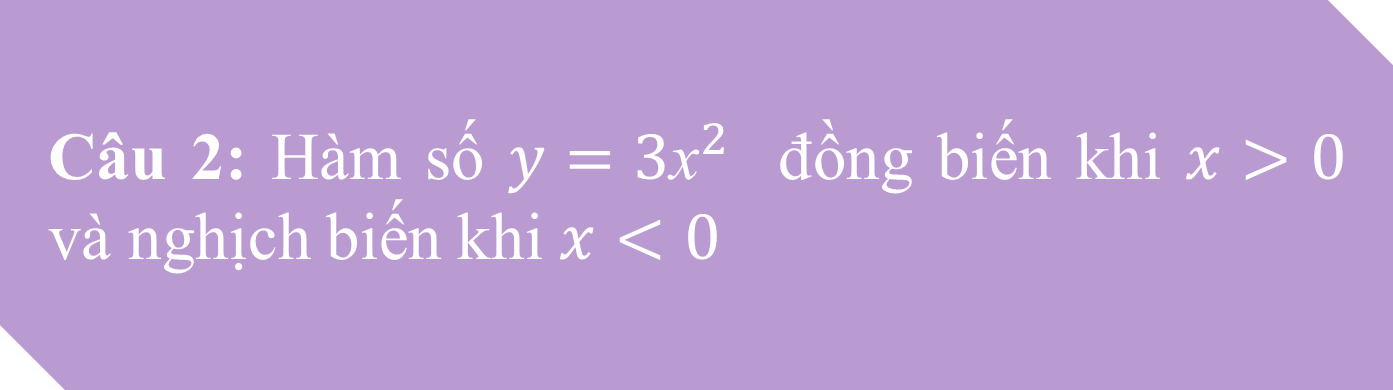 Câu 2: Hàm số y = 3x² đồng biến khi x > 0
và nghịch biến khi x < 0